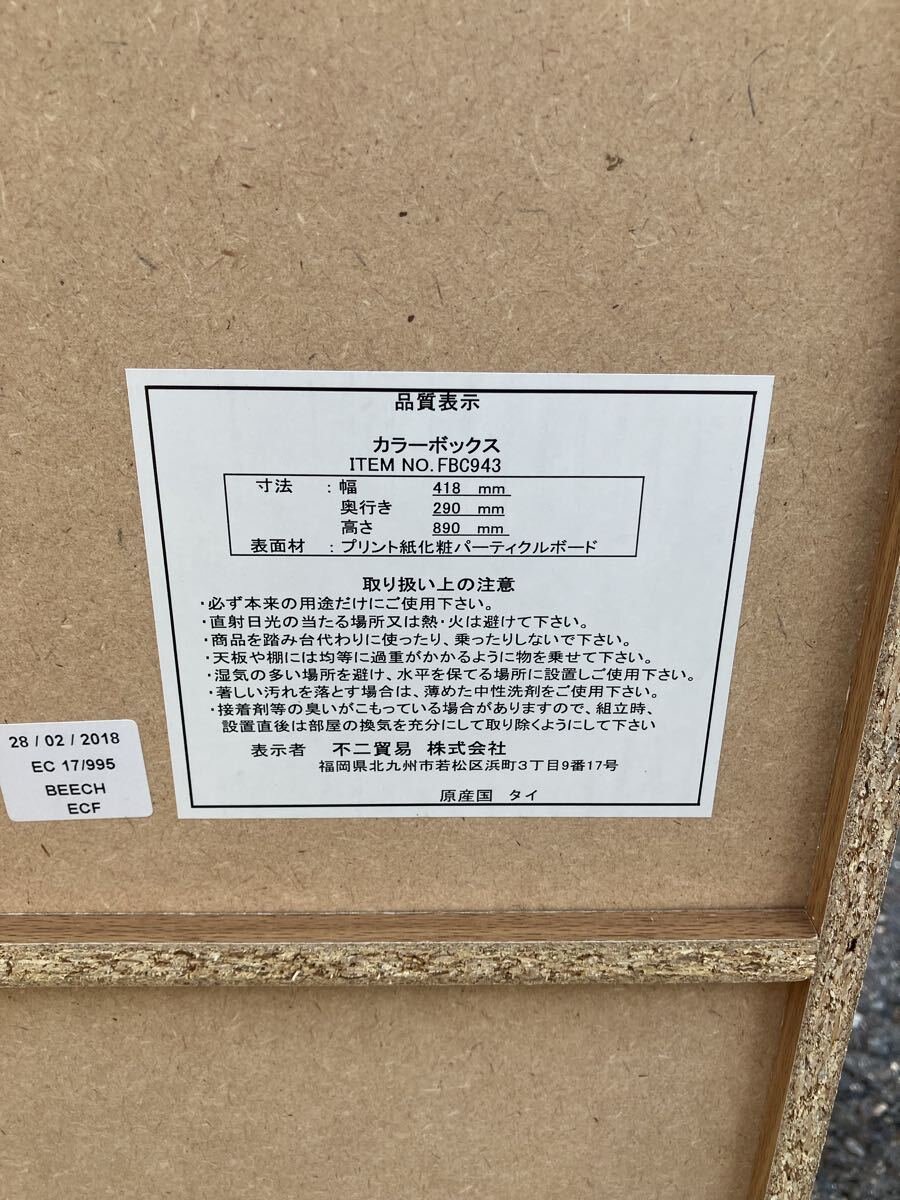 品質表示
カラーボックス
ITEM NO.FBC943
寸法 :幅 418 mm
奥行き 290 mm
高さ 890 mm
表面材 :プリント紙化粧パーティクルボード
取り扱い上の注意
・必ず本来の用途だけにご使用下さい。
・直射日光の当たる場所又は熱・火は避けて下さい。
・商品を踏み台代わりに使ったり、乗ったりしないで下さい。
・天板や棚には均等に過重がかかるように物を乗せて下さい。
・湿気の多い場所を避け、水平を保てる場所に設置しご使用下さい。
・著しい汚れを落とす場合は、薄めた中性洗剤をご使用下さい。
・接着剤等の臭いがこもっている場合がありますので、組立時、
設置直後は部屋の換気を充分にして取り除くようにして下さい
表示者 不二貿易 株式会社
福岡県北九州市若松区浜町3丁目9番17号
原産国 タイ
28 / 02 / 2018
EC 17/995
BEECH
ECF